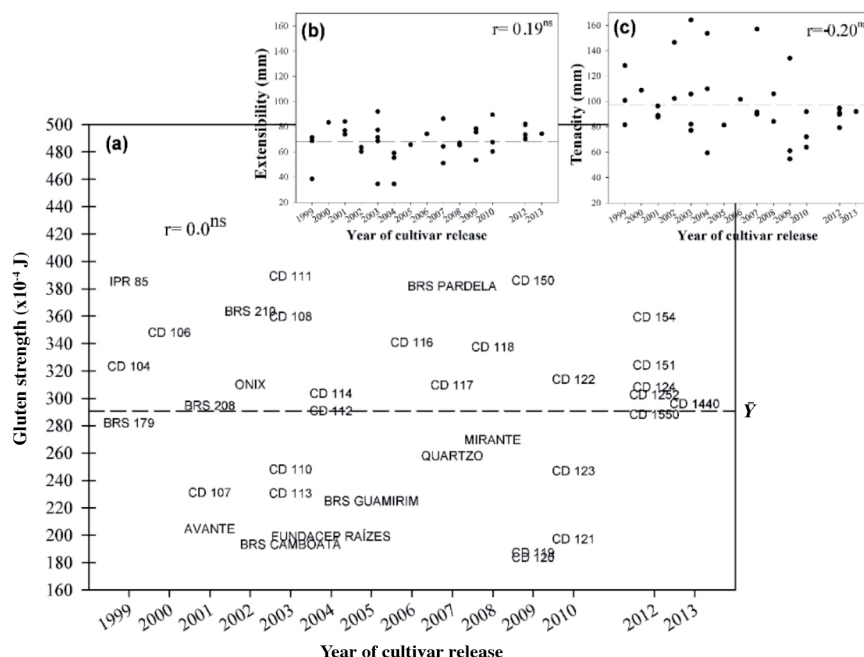 (b)
r= 0.19ns
Extensibility (mm)
160
140
120
100
80
60
40
20
1999
2000
2001
2002
2003
2004
2005
2006
2007
2008
2009
2010
2012
2013
Year of cultivar release
(c)
r=-0.20ns
Tenacity (mm)
160
140
120
100
80
60
40
20
1999
2000
2001
2002
2003
2004
2005
2006
2007
2008
2009
2010
2012
2013
Year of cultivar release
(a)
r= 0.0ns
Gluten strength (x10-4 J)
500
480
460
440
420
400
380
360
340
320
300
280
260
240
220
200
180
160
IPR 85
CD 111
BRS PARDELA
CD 150
BRS 210
CD 108
CD 154
CD 106
CD 116
CD 118
CD 104
CD 151
ONIX
CD 117
CD 122
CD 124
CD 114
CD 1252
BRS 208
CD 1440
CD 112
Ȳ
CD 1550
BRS 179
MIRANTE
QUARTZO
CD 110
CD 123
CD 107
CD 113
BRS GUAMIRIM
AVANTE
FUNDACEP RAÍZES
BRS CAMBOATA
CD 121
CD 119
CD 120
1999
2000
2001
2002
2003
2004
2005
2006
2007
2008
2009
2010
2012
2013
Year of cultivar release